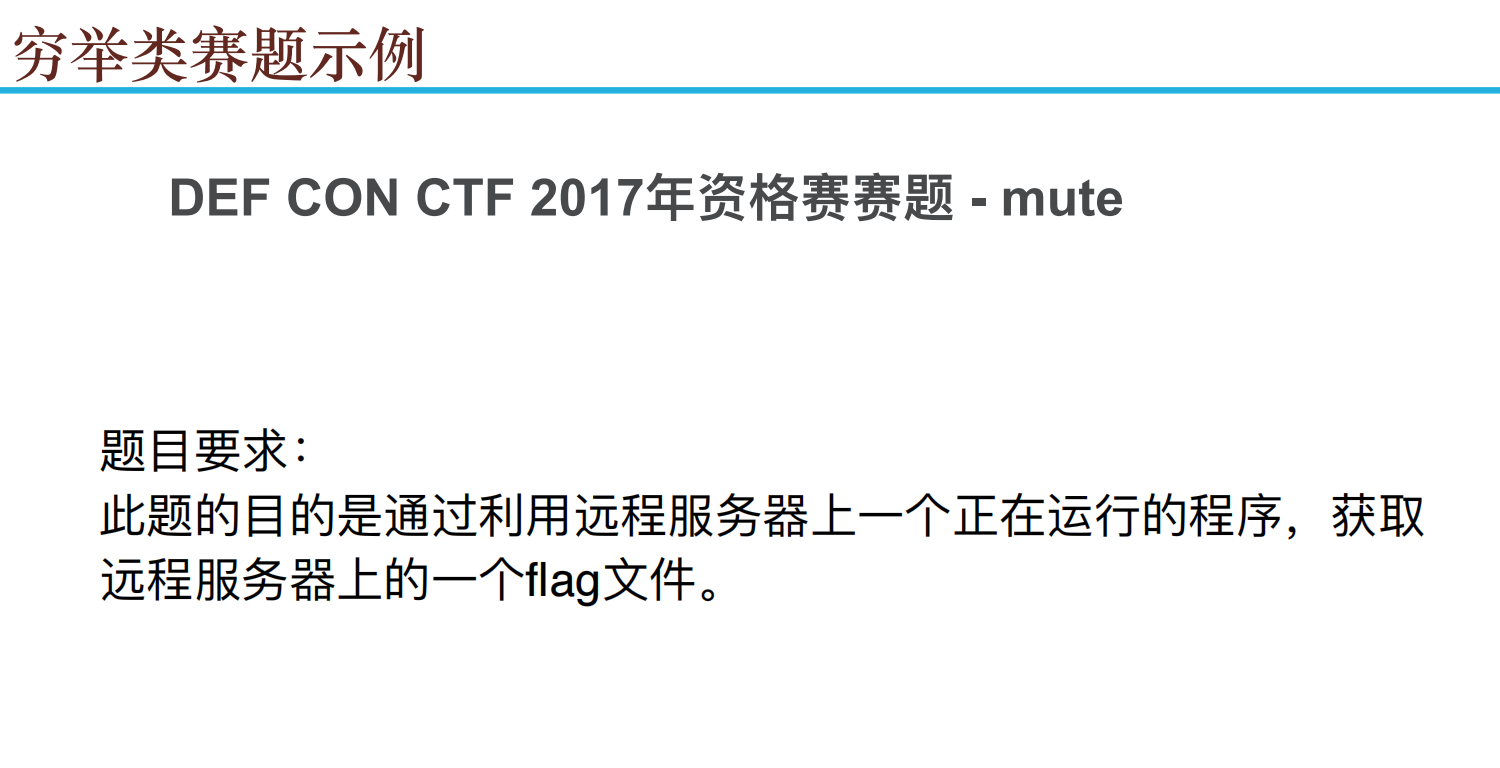 穷举类赛题示例
DEF CON CTF 2017年资格赛赛题 - mute
题目要求：
此题的目的是通过利用远程服务器上一个正在运行的程序，获取
远程服务器上的一个flag文件。